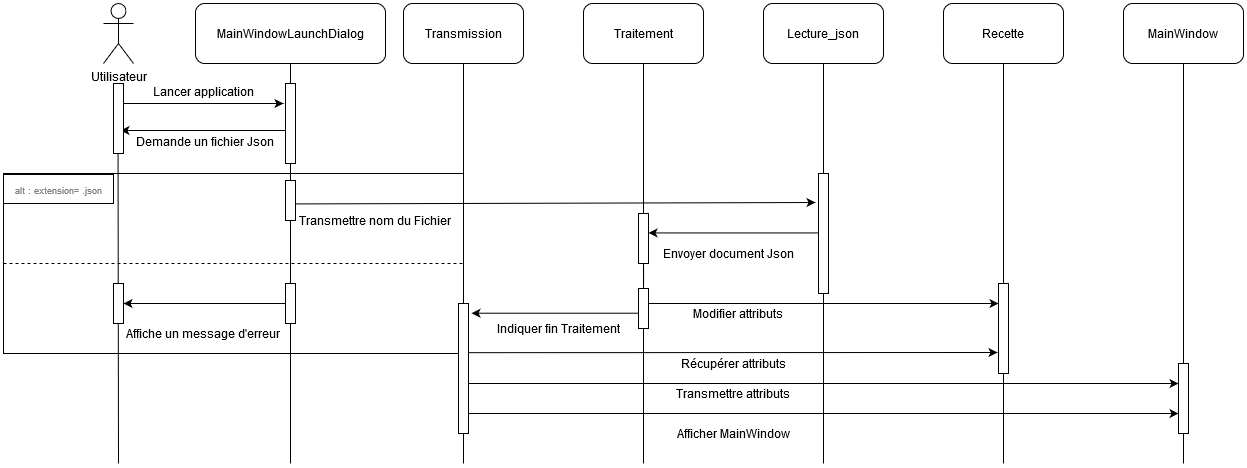 MainWindowLaunchDialog
Transmission
Traitement
Lecture_json
Recette
MainWindow
Utilisateur
Lancer application
Demande un fichier Json
alt : extension= .json
Transmettre nom du Fichier
Envoyer document Json
Modifier attributs
Indiquer fin Traitement
Affiche un message d'erreur
Récupérer attributs
Transmettre attributs
Afficher MainWindow